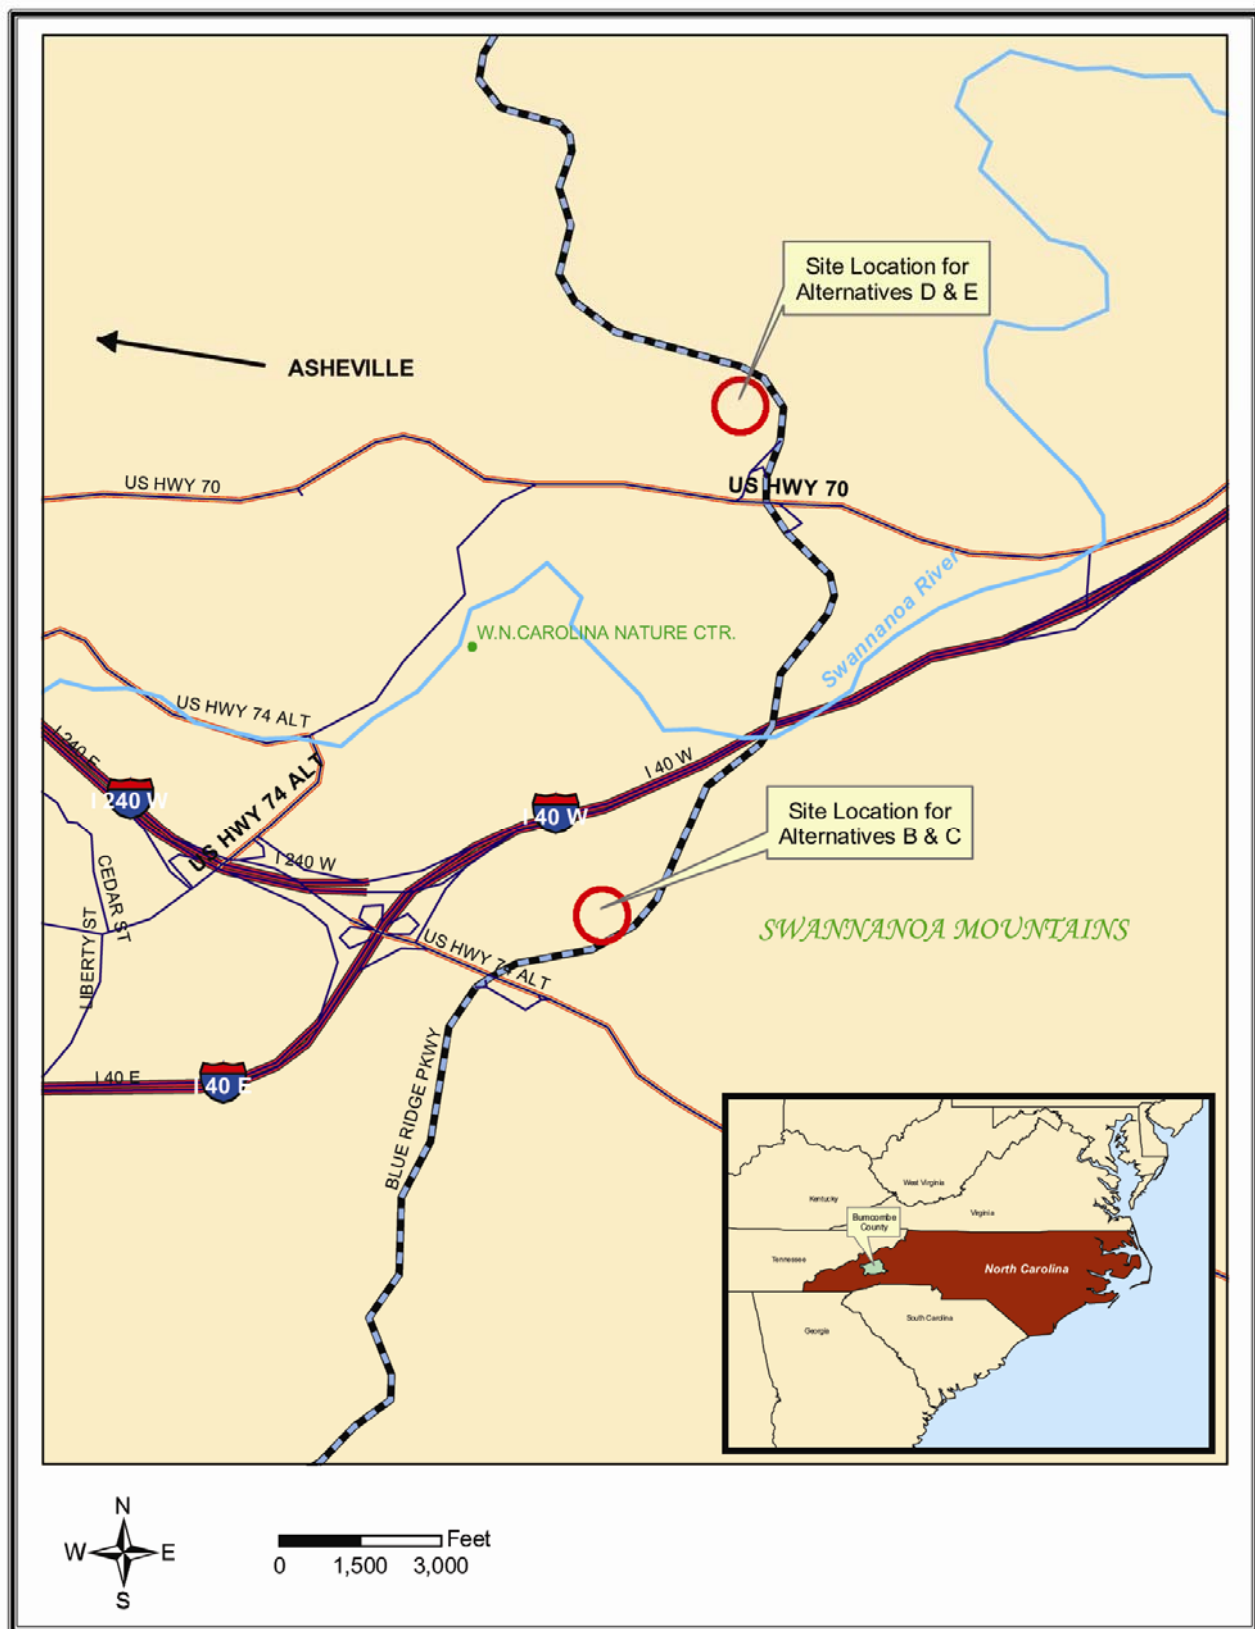 Site Location for
Alternatives D & E
ASHEVILLE
US HWY 70
US HWY 70
Swannanoa River
W.N.CAROLINA NATURE CTR.
US HWY 74 ALT
I 240 E
I 240 W
US HWY 74 ALT
I 40 W
I 40 W
Site Location for
Alternatives B & C
I 240 W
CEDAR ST
LIBERTY ST
US HWY 74 ALT
SWANNANOA MOUNTAINS
I 40 E
I 40 E
BLUE RIDGE PKWY
West Virginia
Kentucky
Virginia
Bumcombe
County
Tennessee
North Carolina
South Carolina
Georgia
N
W
E
S
Feet
0
1,500
3,000